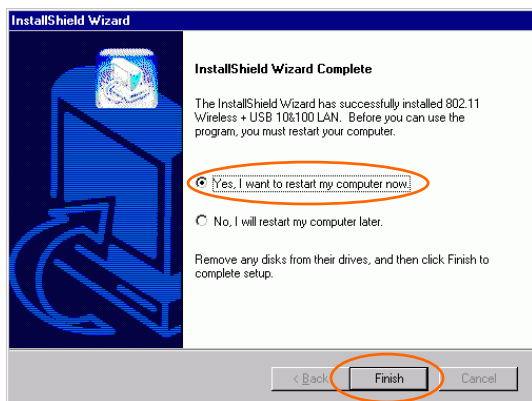 InstallShield Wizard
InstallShield Wizard Complete
The InstallShield Wizard has successfully installed 802.11
Wireless + USB 10&100 LAN. Before you can use the
program, you must restart your computer.
Yes, I want to restart my computer now.
No, I will restart my computer later.
Remove any disks from their drives, and then click Finish to
complete setup.
< Back
Finish
Cancel